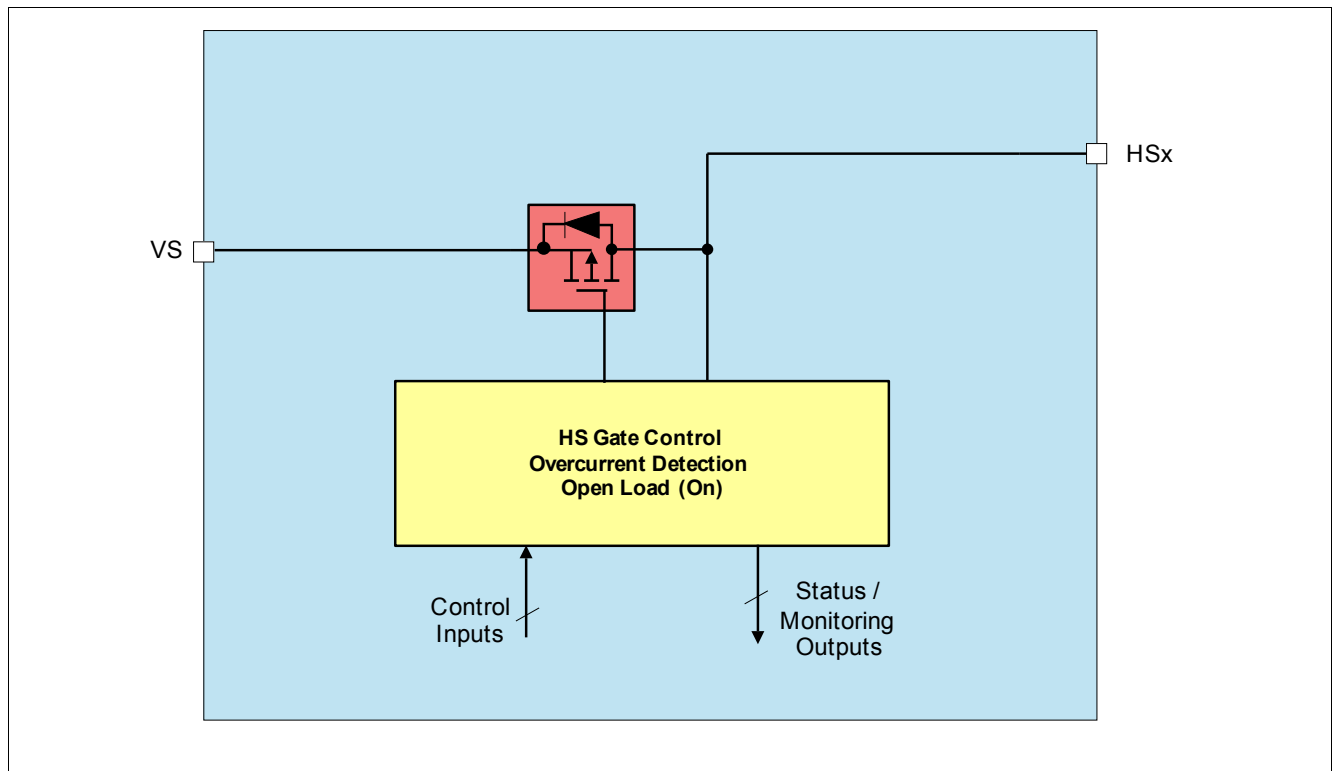 HSx
VS
HS Gate Control
Overcurrent Detection
Open Load (On)
Control
Inputs
Status /
Monitoring
Outputs